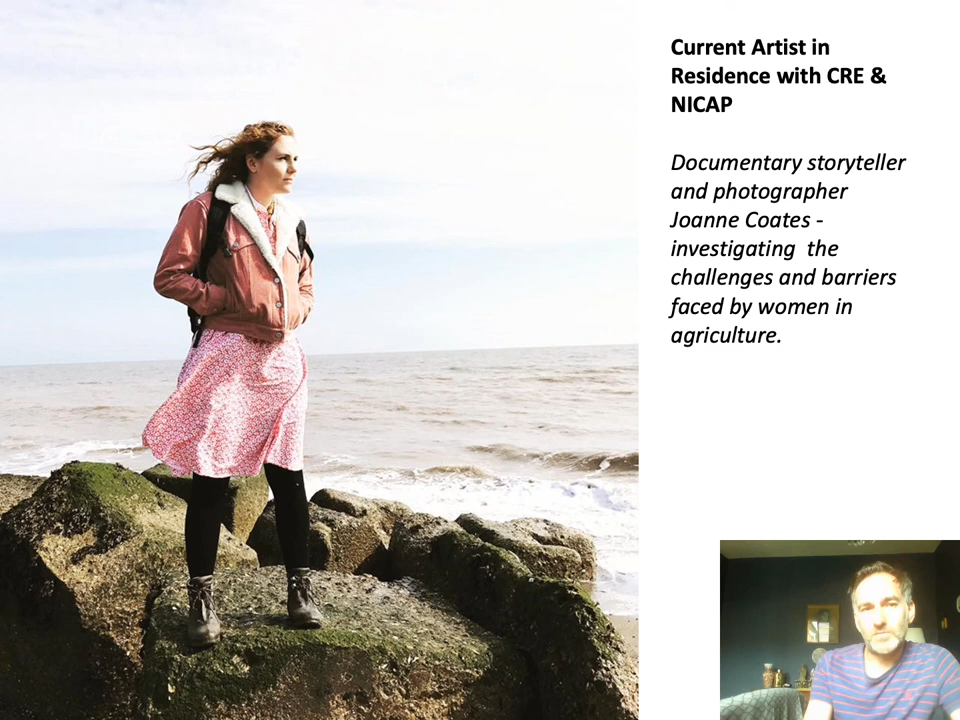 Current Artist in
Residence with CRE &
NICAP
Documentary storyteller
and photographer
Joanne Coates -
investigating  the
challenges and barriers
faced by women in
agriculture.